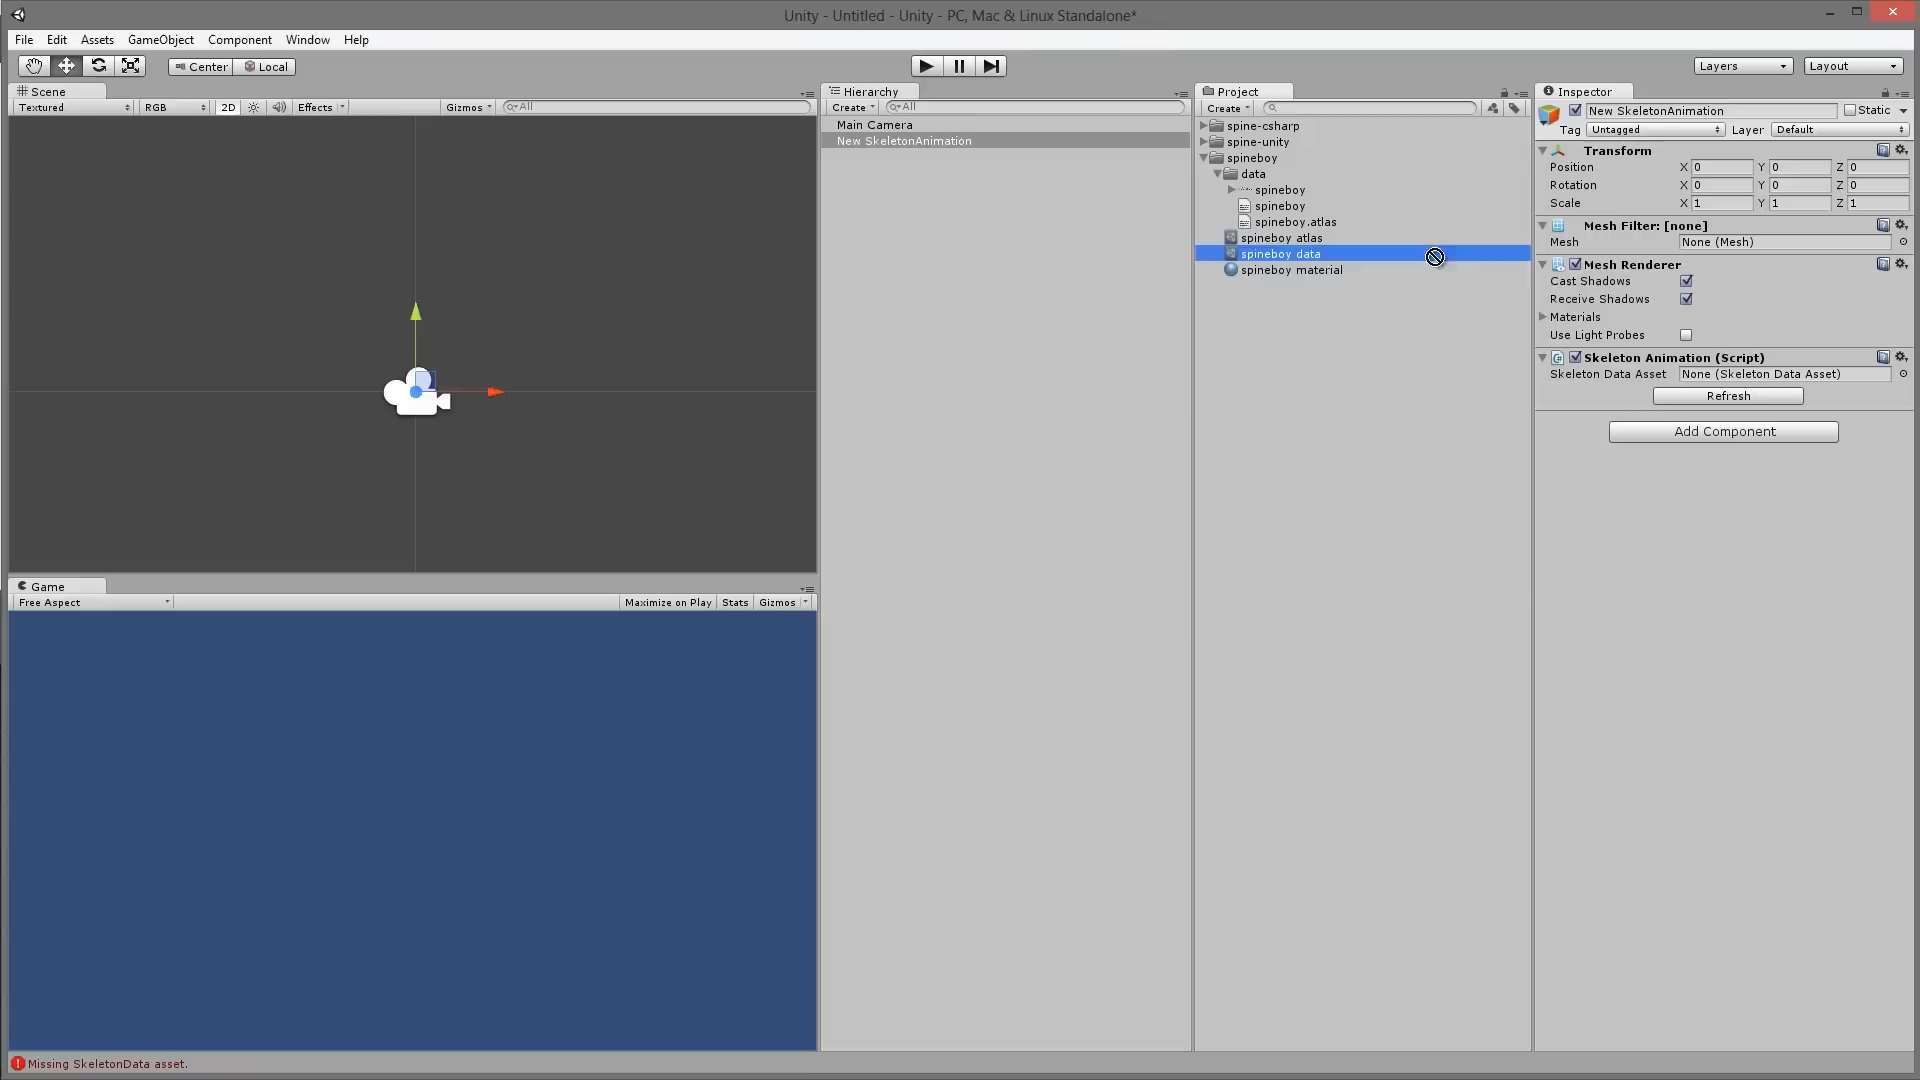 Unity - Untitled - Unity - PC, Mac & Linux Standalone*
File Edit Assets GameObject Component Window Help
Center Local Layers Layout
Scene
Textured RGB 2D Effects Gizmos All
Hierarchy
Create All
Main Camera
New SkeletonAnimation
Project
Create
spine-csharp
spine-unity
spineboy
data
spineboy
spineboy
spineboy.atlas
spineboy atlas
spineboy data
spineboy material
Inspector
New SkeletonAnimation Static
Tag Untagged Layer Default
Transform
Position X 0 Y 0 Z 0
Rotation X 0 Y 0 Z 0
Scale X 1 Y 1 Z 1
Mesh Filter: [none]
Mesh None (Mesh)
Mesh Renderer
Cast Shadows
Receive Shadows
Materials
Use Light Probes
Skeleton Animation (Script)
Skeleton Data Asset None (Skeleton Data Asset)
Refresh
Add Component
Game
Free Aspect Maximize on Play Stats Gizmos
Missing SkeletonData asset.